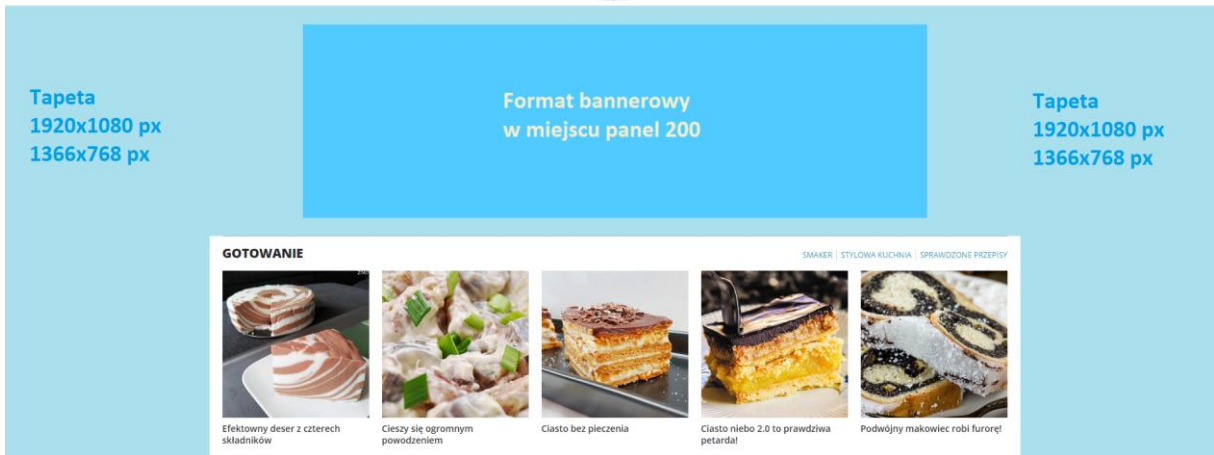 Tapeta
1920x1080 px
1366x768 px
Format bannerowy
w miejscu panel 200
Tapeta
1920x1080 px
1366x768 px
GOTOWANIE
SMAKER | STYLOWA KUCHNIA | SPRAWDZONE PRZEPISY
Efektowny deser z czterech
składników
Cieszy się ogromnym
powodzeniem
Ciasto bez pieczenia
Ciasto niebo 2.0 to prawdziwa
petarda!
Podwójny makowiec robi furorę!